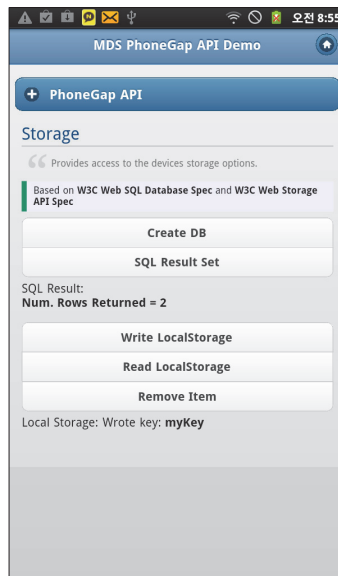 오전 8:55
MDS PhoneGap API Demo
PhoneGap API
Storage
Provides access to the devices storage options.
Based on W3C Web SQL Database Spec and W3C Web Storage
API Spec
Create DB
SQL Result Set
SQL Result:
Num. Rows Returned = 2
Write LocalStorage
Read LocalStorage
Remove Item
Local Storage: Wrote key: myKey